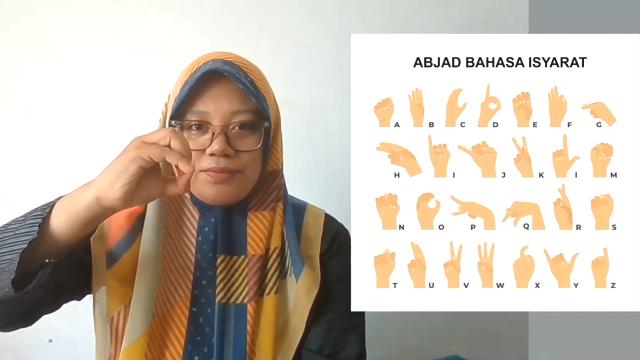 ABJAD BAHASA ISYARAT
A B C D E F G
H I J K I M
N O P Q R S
T U V W X Y Z